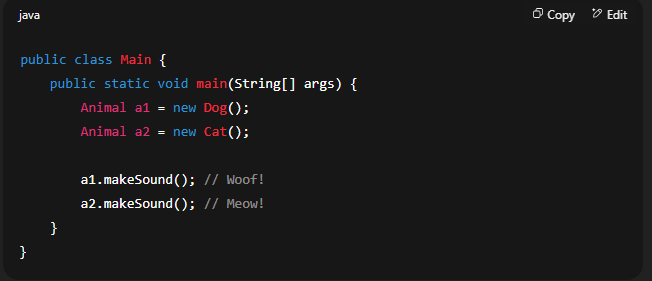 java
Copy
Edit
public class Main {
    public static void main(String[] args) {
        Animal a1 = new Dog();
        Animal a2 = new Cat();

        a1.makeSound(); // Woof!
        a2.makeSound(); // Meow!
    }
}